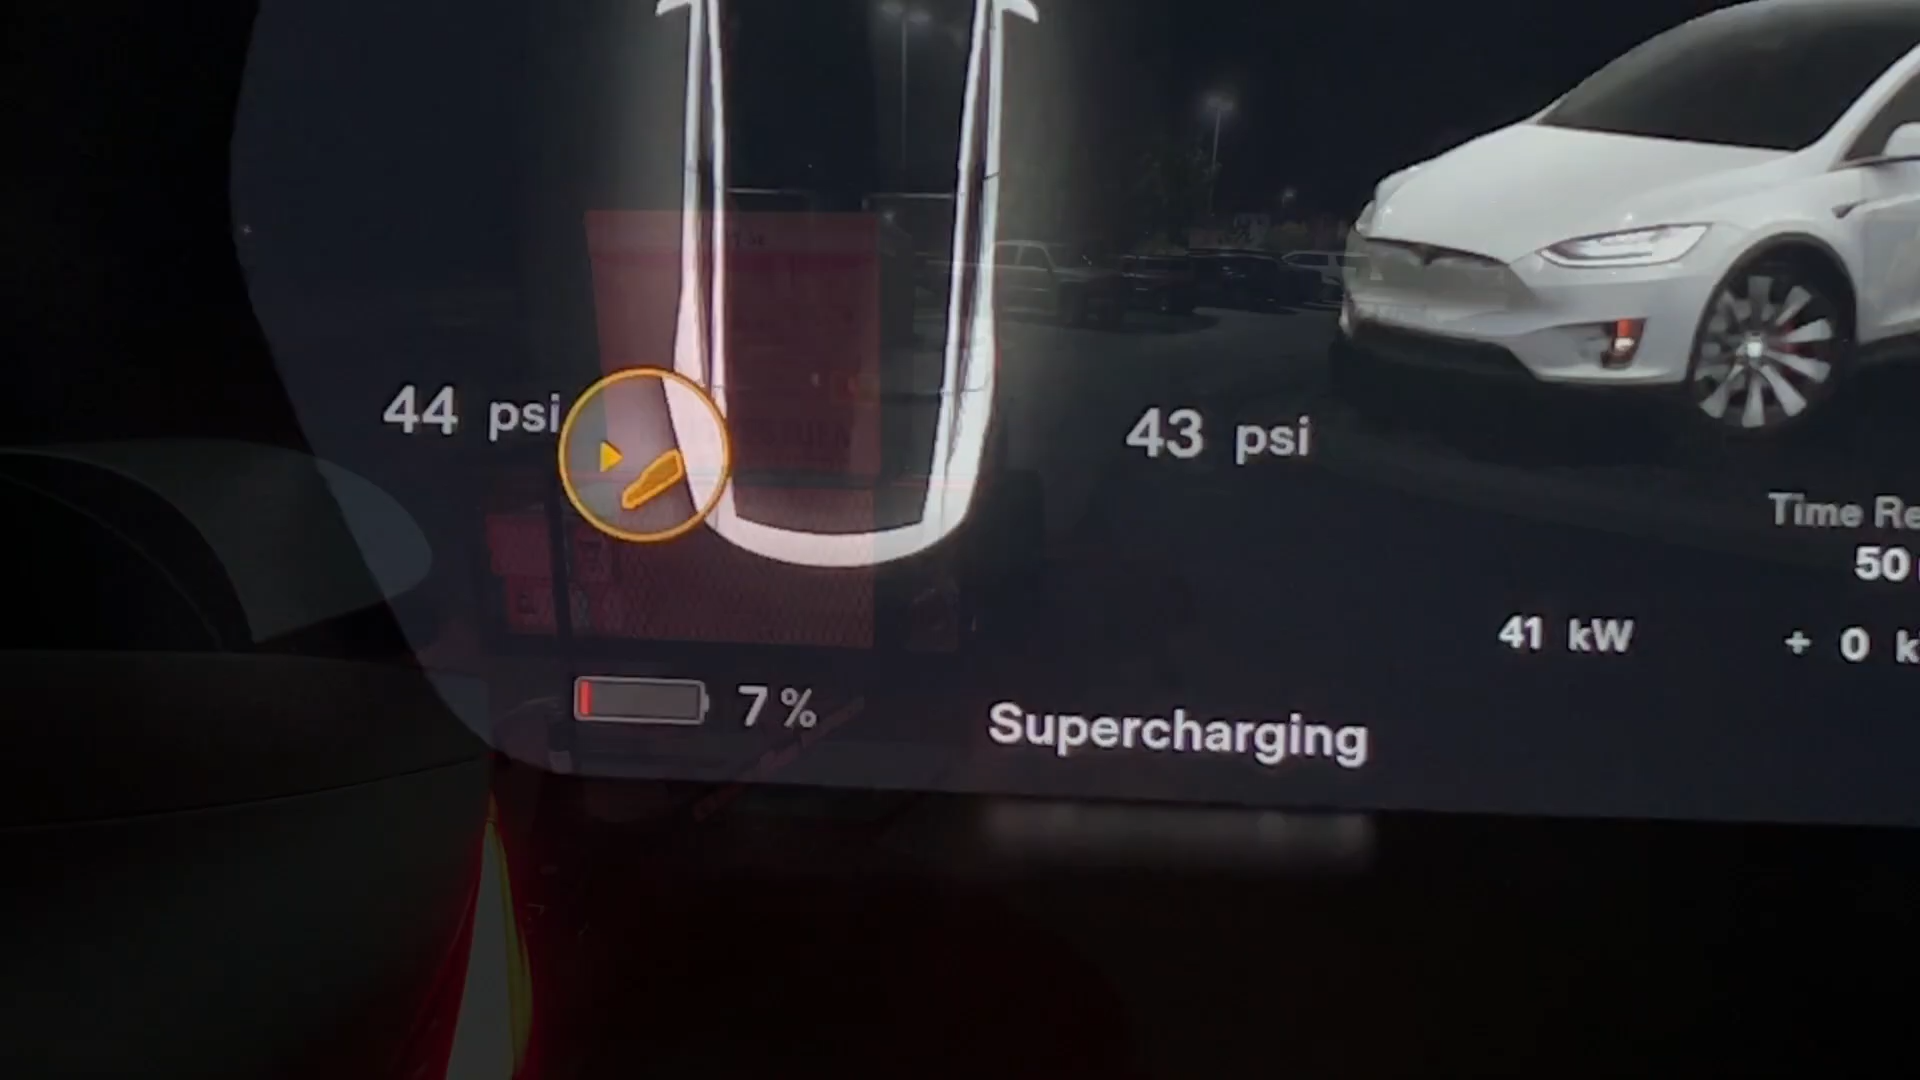 44 psi
43 psi
Time Re
50
41 kW
+ 0 k
7%
Supercharging